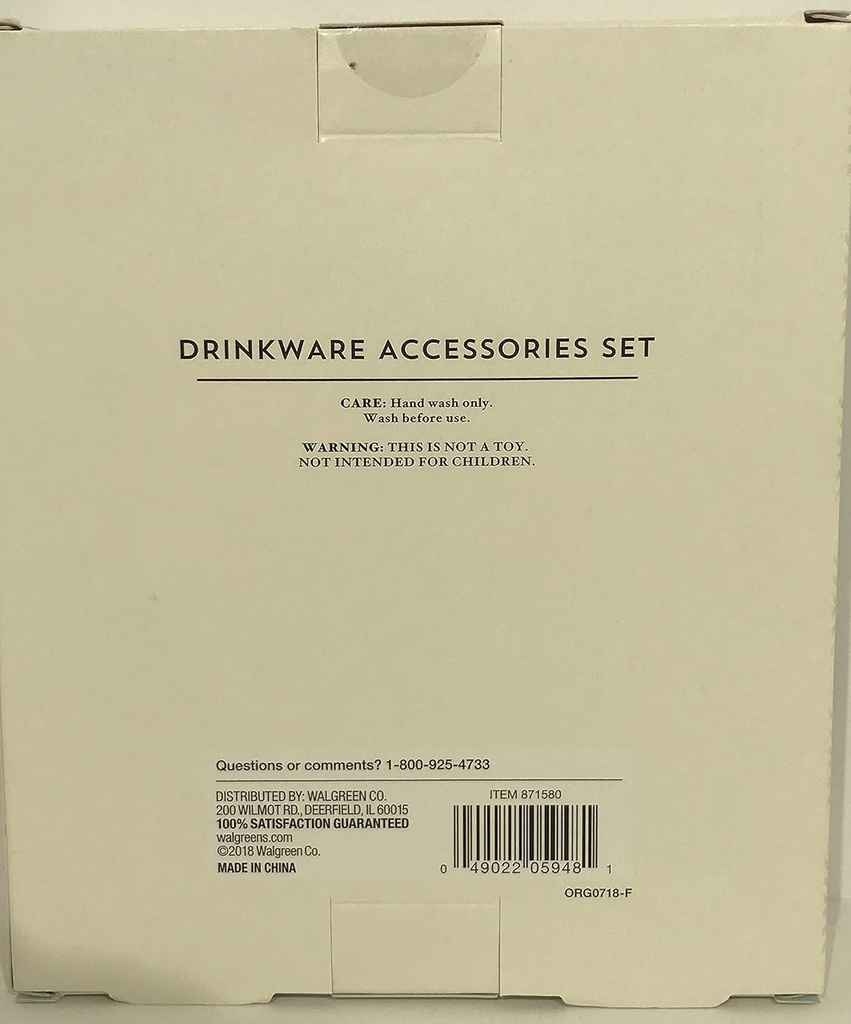 DRINKWARE ACCESSORIES SET
CARE: Hand wash only.
Wash before use.
WARNING: THIS IS NOT A TOY.
NOT INTENDED FOR CHILDREN.
Questions or comments? 1-800-925-4733
DISTRIBUTED BY: WALGREEN CO.
200 WILMOT RD., DEERFIELD, IL 60015
100% SATISFACTION GUARANTEED
walgreens.com
©2018 Walgreen Co.
MADE IN CHINA
ITEM 871580
0 49022 05948 1
ORG0718-F